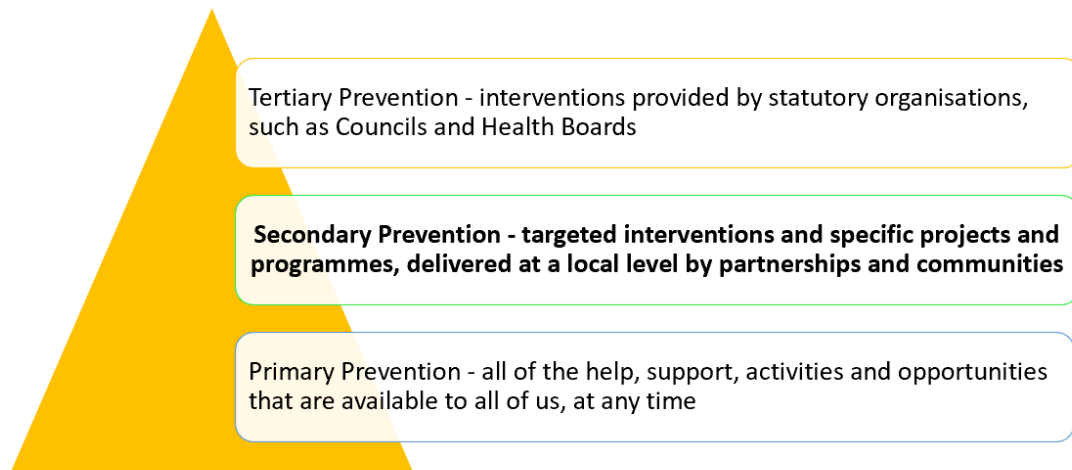 Tertiary Prevention - interventions provided by statutory organisations,
such as Councils and Health Boards
Secondary Prevention - targeted interventions and specific projects and
programmes, delivered at a local level by partnerships and communities
Primary Prevention - all of the help, support, activities and opportunities
that are available to all of us, at any time